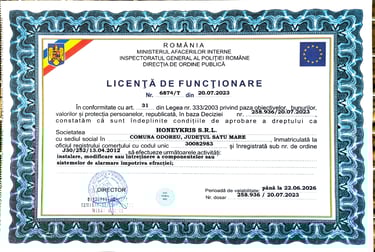 ROMÂNIA
MINISTERUL AFACERILOR INTERNE
INSPECTORATUL GENERAL AL POLIȚIEI ROMÂNE
DIRECȚIA DE ORDINE PUBLICĂ
LICENȚĂ DE FUNCȚIONARE
Nr. 6874/T din 20.07.2023
În conformitate cu art. 31 din Legea nr. 333/2003 privind paza obiectivelor, bunurilor,
valorilor și protecția persoanelor, republicată, în baza Deciziei 258.936/20.07.2023
constatăm că sunt îndeplinite condițiile de aprobare a dreptului ca
Societatea HONEYKRIS S.R.L.
cu sediul social în COMUNA ODOREU, JUDEȚUL SATU MARE, înmatriculată la
oficiul registrului comerțului cu codul unic 30082983 și înregistrată sub nr. de ordine
J30/252/13.04.2012 să efectueze următoarele activități:
instalare, modificare sau întreținere a componentelor sau
sistemelor de alarmare împotriva efracției;
DIRECTOR
Perioada de valabilitate: până la 22.06.2026
Nr. dosar 258.936 / 20.07.2023